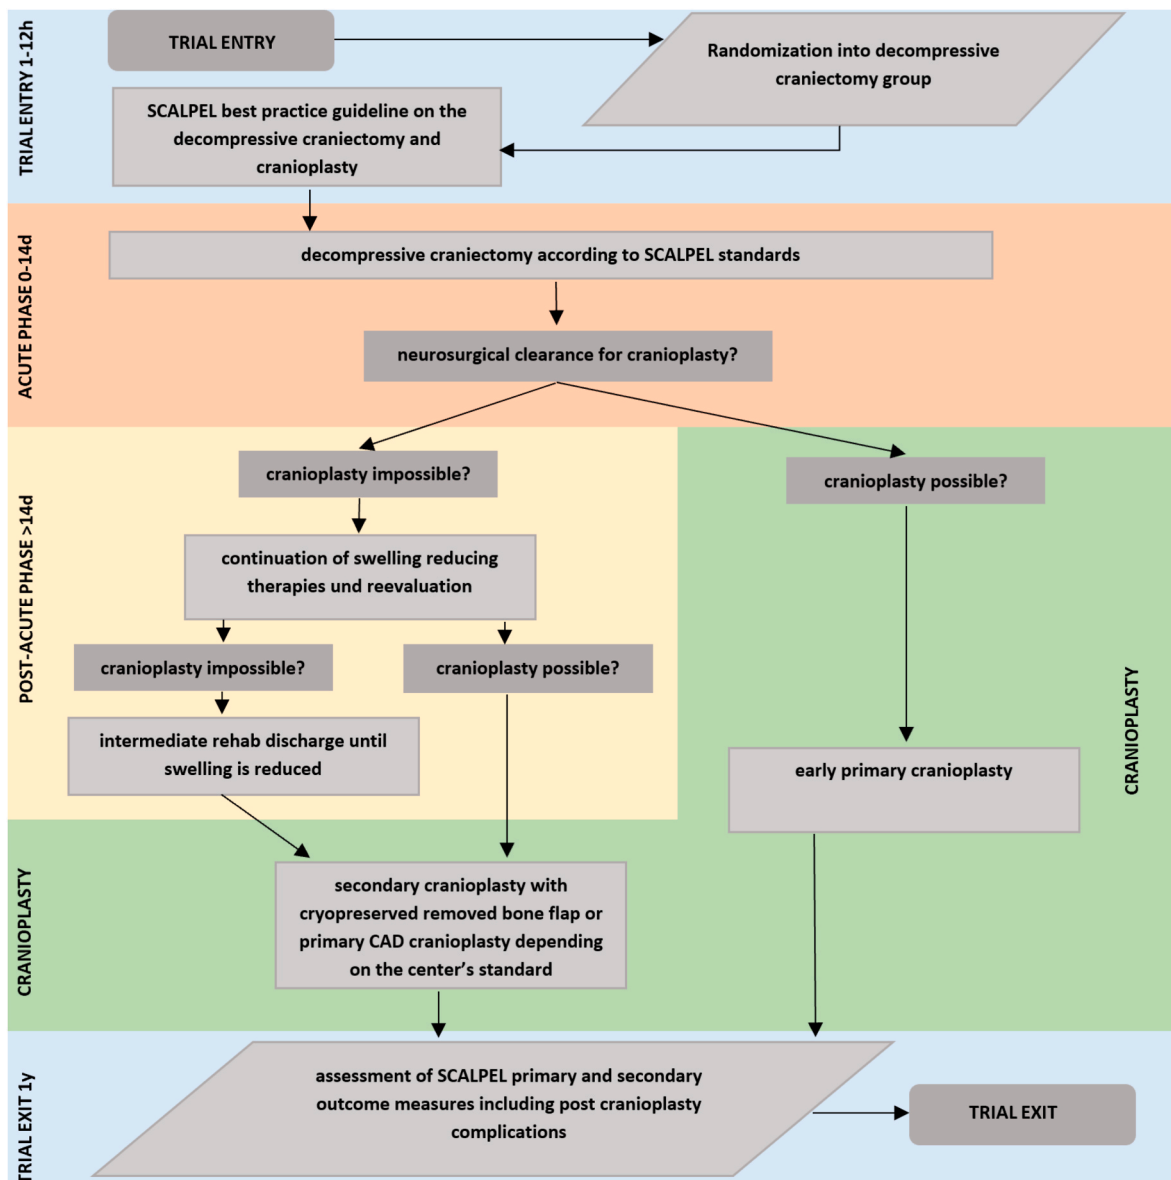 TRIAL ENTRY 1-12h
TRIAL ENTRY
Randomization into decompressive
craniectomy group
SCALPEL best practice guideline on the
decompressive craniectomy and
cranioplasty
ACUTE PHASE 0-14d
decompressive craniectomy according to SCALPEL standards
neurosurgical clearance for cranioplasty?
POST-ACUTE PHASE >14d
cranioplasty impossible?
cranioplasty possible?
continuation of swelling reducing
therapies und reevaluation
cranioplasty impossible?
cranioplasty possible?
intermediate rehab discharge until
swelling is reduced
early primary cranioplasty
CRANIOPLASTY
CRANIOPLASTY
secondary cranioplasty with
cryopreserved removed bone flap or
primary CAD cranioplasty depending
on the center’s standard
TRIAL EXIT 1y
assessment of SCALPEL primary and secondary
outcome measures including post cranioplasty
complications
TRIAL EXIT